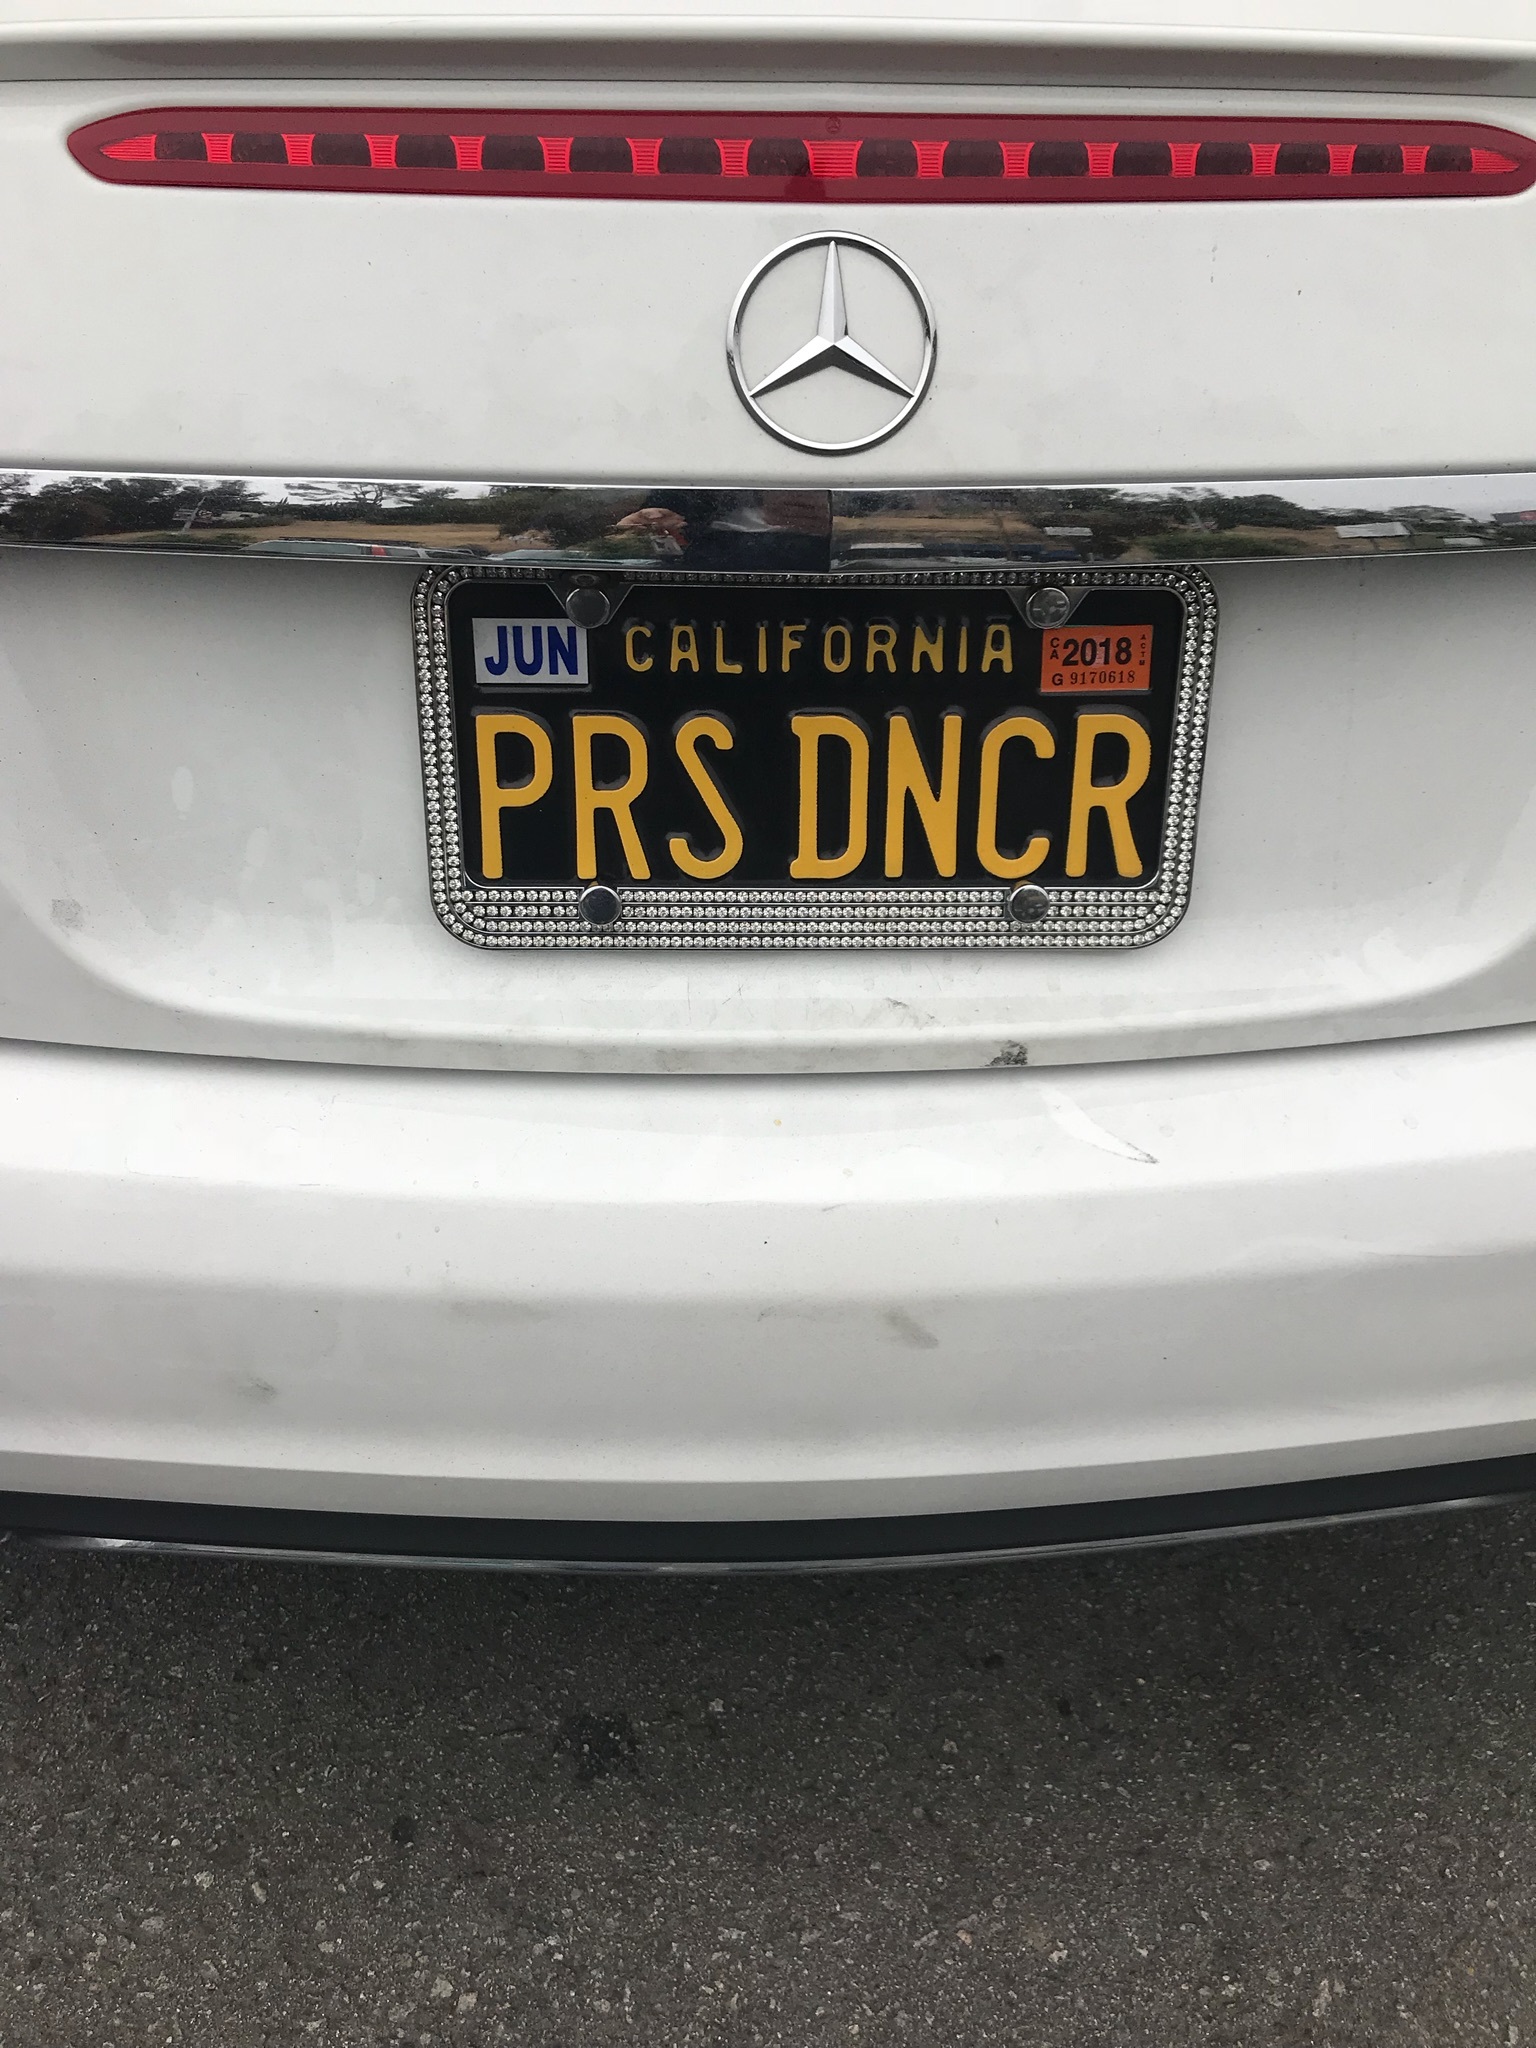 JUN CALIFORNIA CA 2018 ACTM
G 9170618
PRS DNCR